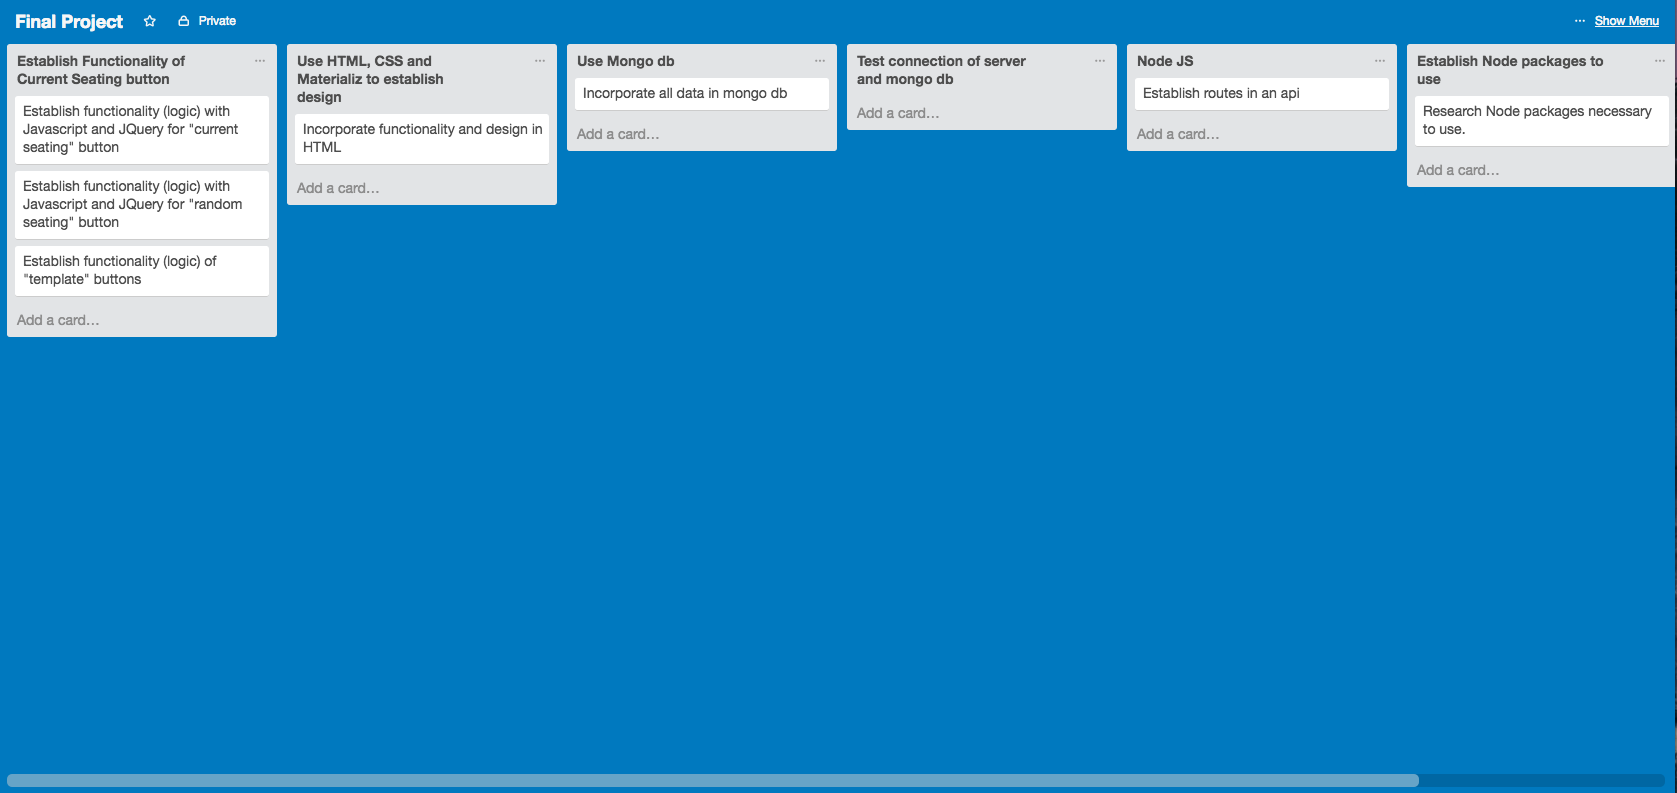 Final Project
Private
... Show Menu
Establish Functionality of
Current Seating button
Establish functionality (logic) with
Javascript and JQuery for "current
seating" button
Establish functionality (logic) with
Javascript and JQuery for "random
seating" button
Establish functionality (logic) of
"template" buttons
Add a card…
Use HTML, CSS and
Materializ to establish
design
Incorporate functionality and design in
HTML
Add a card…
Use Mongo db
Incorporate all data in mongo db
Add a card…
Test connection of server
and mongo db
Add a card…
Node JS
Establish routes in an api
Add a card…
Establish Node packages to
use
Research Node packages necessary
to use.
Add a card…